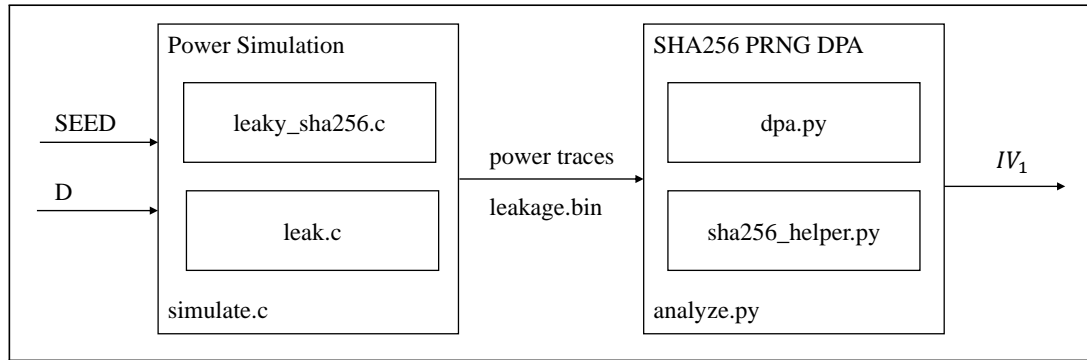 Power Simulation
SHA256 PRNG DPA
SEED
leaky_sha256.c
dpa.py
power traces
IV₁
D
leakage.bin
leak.c
sha256_helper.py
simulate.c
analyze.py